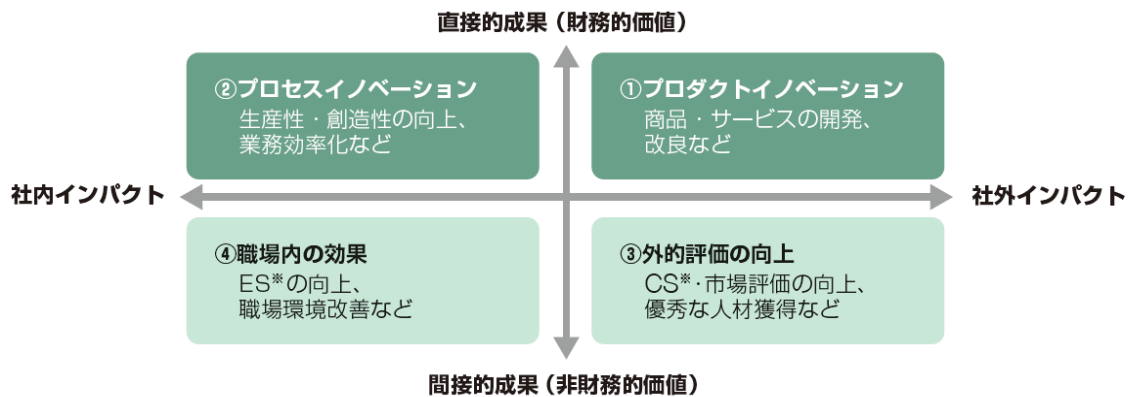 直接的成果（財務的価値）
②プロセスイノベーション
生産性・創造性の向上、
業務効率化など
①プロダクトイノベーション
商品・サービスの開発、
改良など
社内インパクト
社外インパクト
④職場内の効果
ES※の向上、
職場環境改善など
③外的評価の向上
CS※・市場評価の向上、
優秀な人材獲得など
間接的成果（非財務的価値）